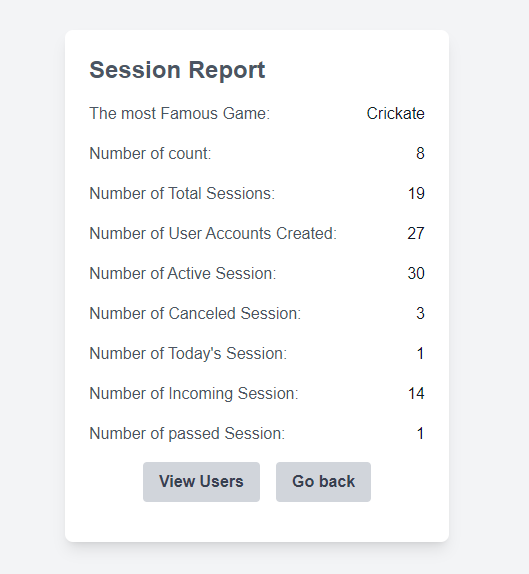 Session Report
The most Famous Game: Crickate
Number of count: 8
Number of Total Sessions: 19
Number of User Accounts Created: 27
Number of Active Session: 30
Number of Canceled Session: 3
Number of Today's Session: 1
Number of Incoming Session: 14
Number of passed Session: 1
View Users Go back